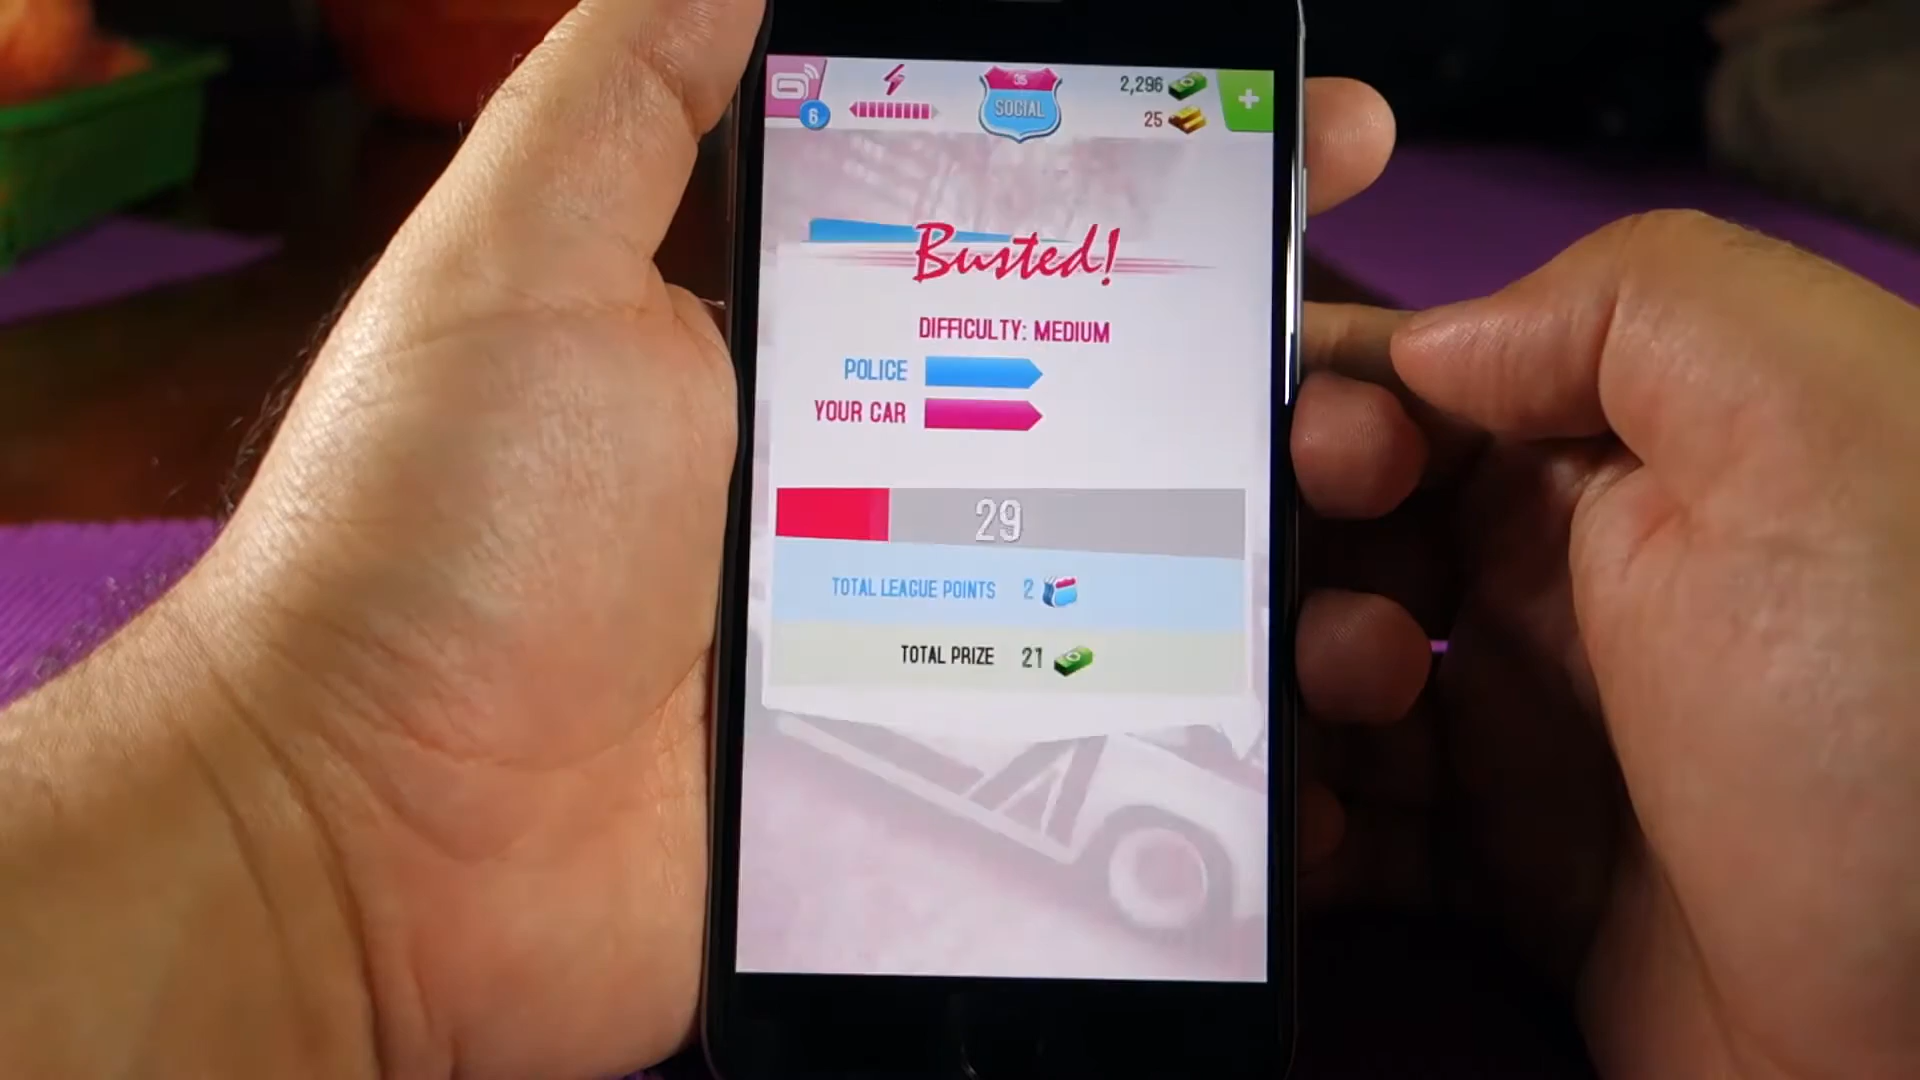 6
35
SOCIAL
2,296
25
Busted!
DIFFICULTY: MEDIUM
POLICE
YOUR CAR
29
TOTAL LEAGUE POINTS 2
TOTAL PRIZE 21